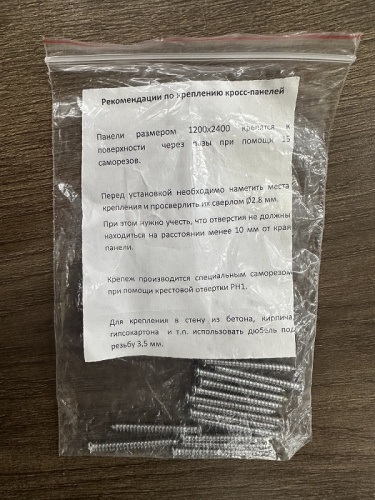 Рекомендации по креплению кросс-панелей
Панели размером 1200х2400 крепятся к
поверхности через пазы при помощи 15
саморезов.
Перед установкой необходимо наметить места
крепления и просверлить их сверлом Ø2.8 мм.
При этом нужно учесть, что отверстия не должны
находиться на расстоянии менее 10 мм от края
панели.
Крепеж производится специальным саморезом
при помощи крестовой отвертки PH1.
Для крепления в стену из бетона, кирпича,
гипсокартона и т.п. использовать дюбель под
резьбу 3,5 мм.